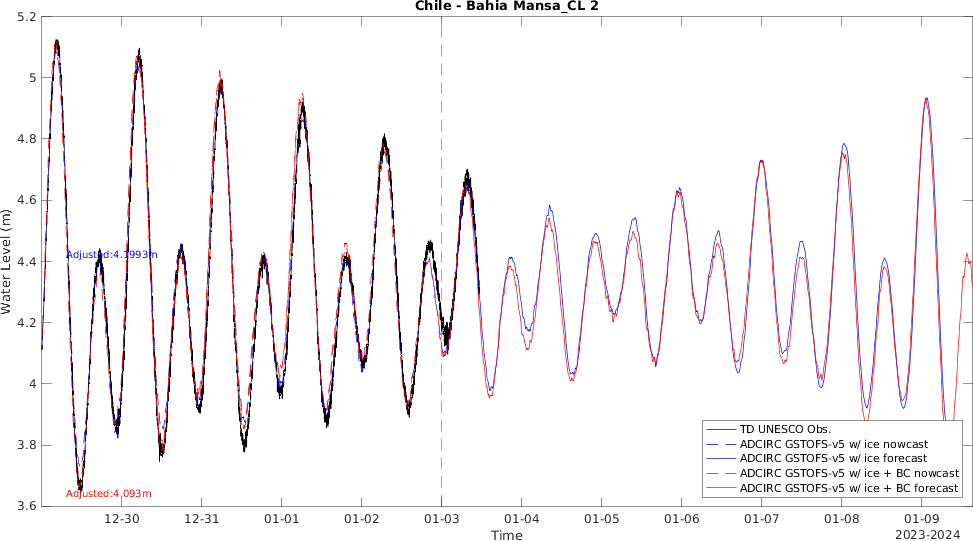 Chile - Bahia Mansa_CL 2
5.2
5
4.8
4.6
4.4
4.2
4
3.8
3.6
Water Level (m)
Adjusted:4.1993m
Adjusted:4.093m
TD UNESCO Obs.
ADCIRC GSTOFS-v5 w/ ice nowcast
ADCIRC GSTOFS-v5 w/ ice forecast
ADCIRC GSTOFS-v5 w/ ice + BC nowcast
ADCIRC GSTOFS-v5 w/ ice + BC forecast
12-30 12-31 01-01 01-02 01-03 01-04 01-05 01-06 01-07 01-08 01-09
2023-2024
Time